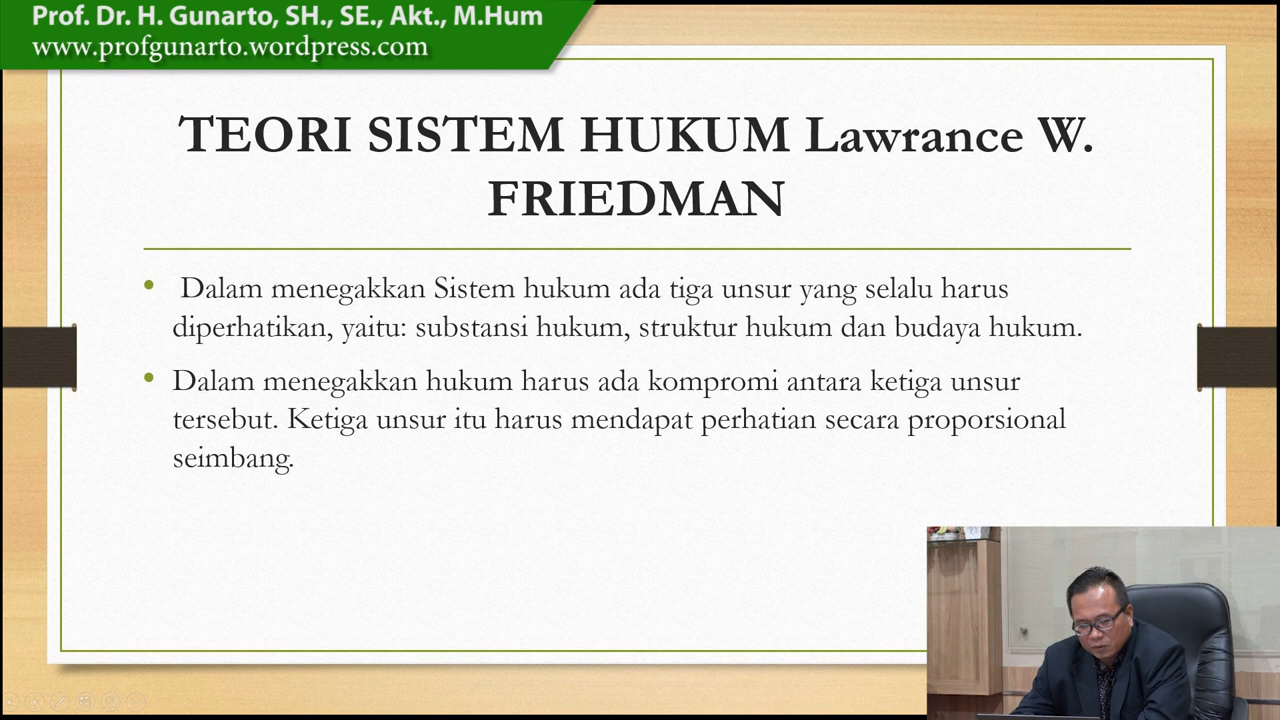 Prof. Dr. H. Gunarto, SH., SE., Akt., M.Hum
www.profgunarto.wordpress.com
TEORI SISTEM HUKUM Lawrance W.
FRIEDMAN
• Dalam menegakkan Sistem hukum ada tiga unsur yang selalu harus
diperhatikan, yaitu: substansi hukum, struktur hukum dan budaya hukum.
• Dalam menegakkan hukum harus ada kompromi antara ketiga unsur
tersebut. Ketiga unsur itu harus mendapat perhatian secara proporsional
seimbang.